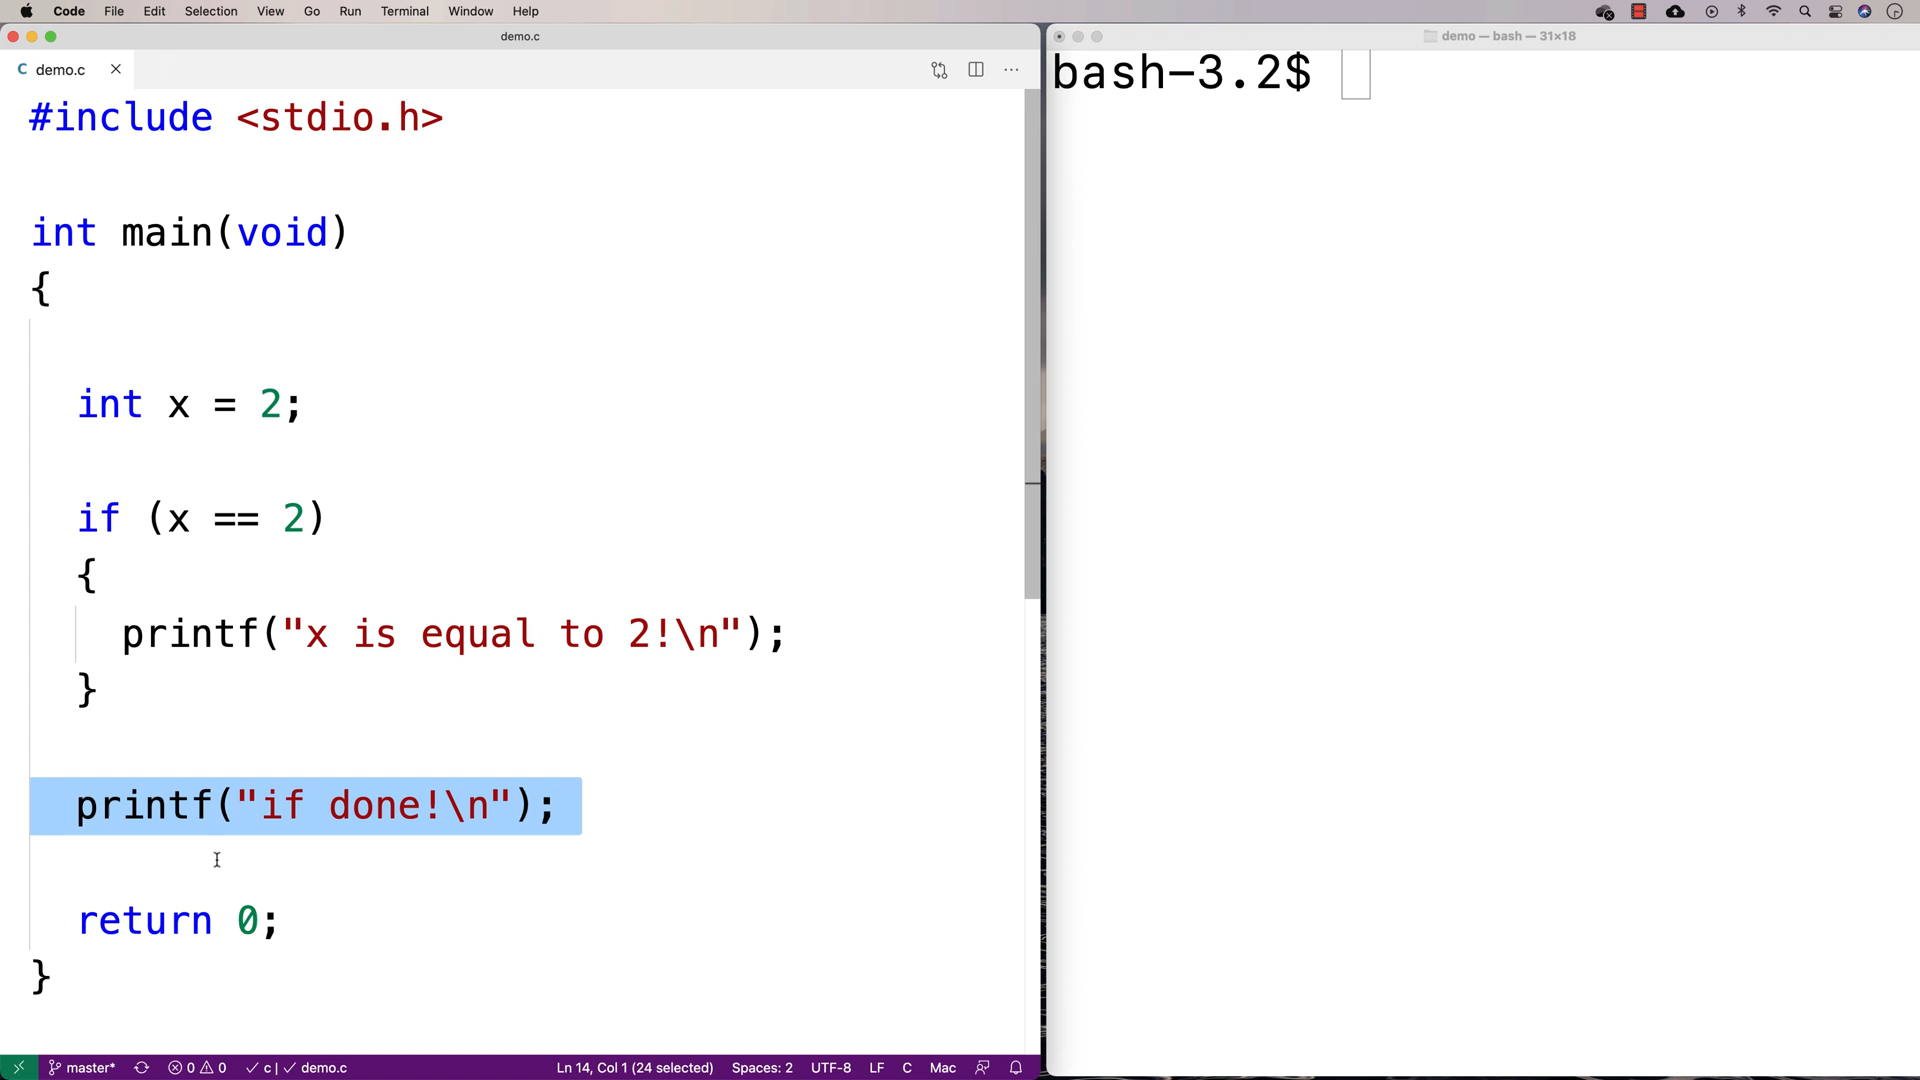 Code File Edit Selection View Go Run Terminal Window Help
demo.c
demo — bash — 31×18
C demo.c
bash-3.2$
#include <stdio.h>
int main(void)
{
int x = 2;
if (x == 2)
{
printf("x is equal to 2!\n");
}
printf("if done!\n");
return 0;
}
master* 0 0 c | demo.c Ln 14, Col 1 (24 selected) Spaces: 2 UTF-8 LF C Mac